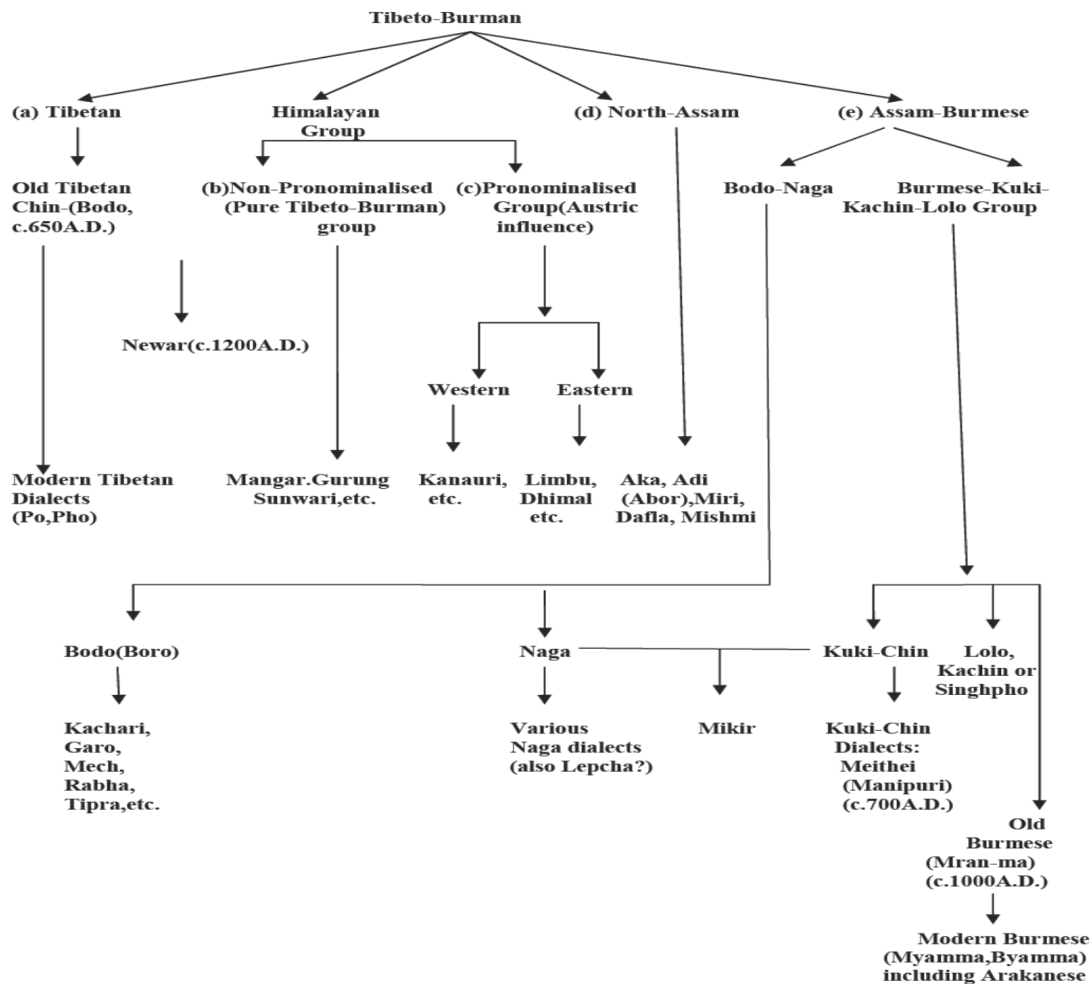 Tibeto-Burman
(a) Tibetan
Himalayan
Group
(d) North-Assam
(e) Assam-Burmese
Old Tibetan
Chin-(Bodo,
c.650A.D.)
(b)Non-Pronominalised
(Pure Tibeto-Burman)
group
(c)Pronominalised
Group(Austric
influence)
Bodo-Naga
Burmese-Kuki-
Kachin-Lolo Group
Newar(c.1200A.D.)
Western
Eastern
Modern Tibetan
Dialects
(Po,Pho)
Mangar.Gurung
Sunwari,etc.
Kanauri,
etc.
Limbu,
Dhimal
etc.
Aka, Adi
(Abor),Miri,
Dafla, Mishmi
Bodo(Boro)
Naga
Kuki-Chin
Lolo,
Kachin or
Singhpho
Kachari,
Garo,
Mech,
Rabha,
Tipra,etc.
Various
Naga dialects
(also Lepcha?)
Mikir
Kuki-Chin
Dialects:
Meithei
(Manipuri)
(c.700A.D.)
Old
Burmese
(Mran-ma)
(c.1000A.D.)
Modern Burmese
(Myamma,Byamma)
including Arakanese